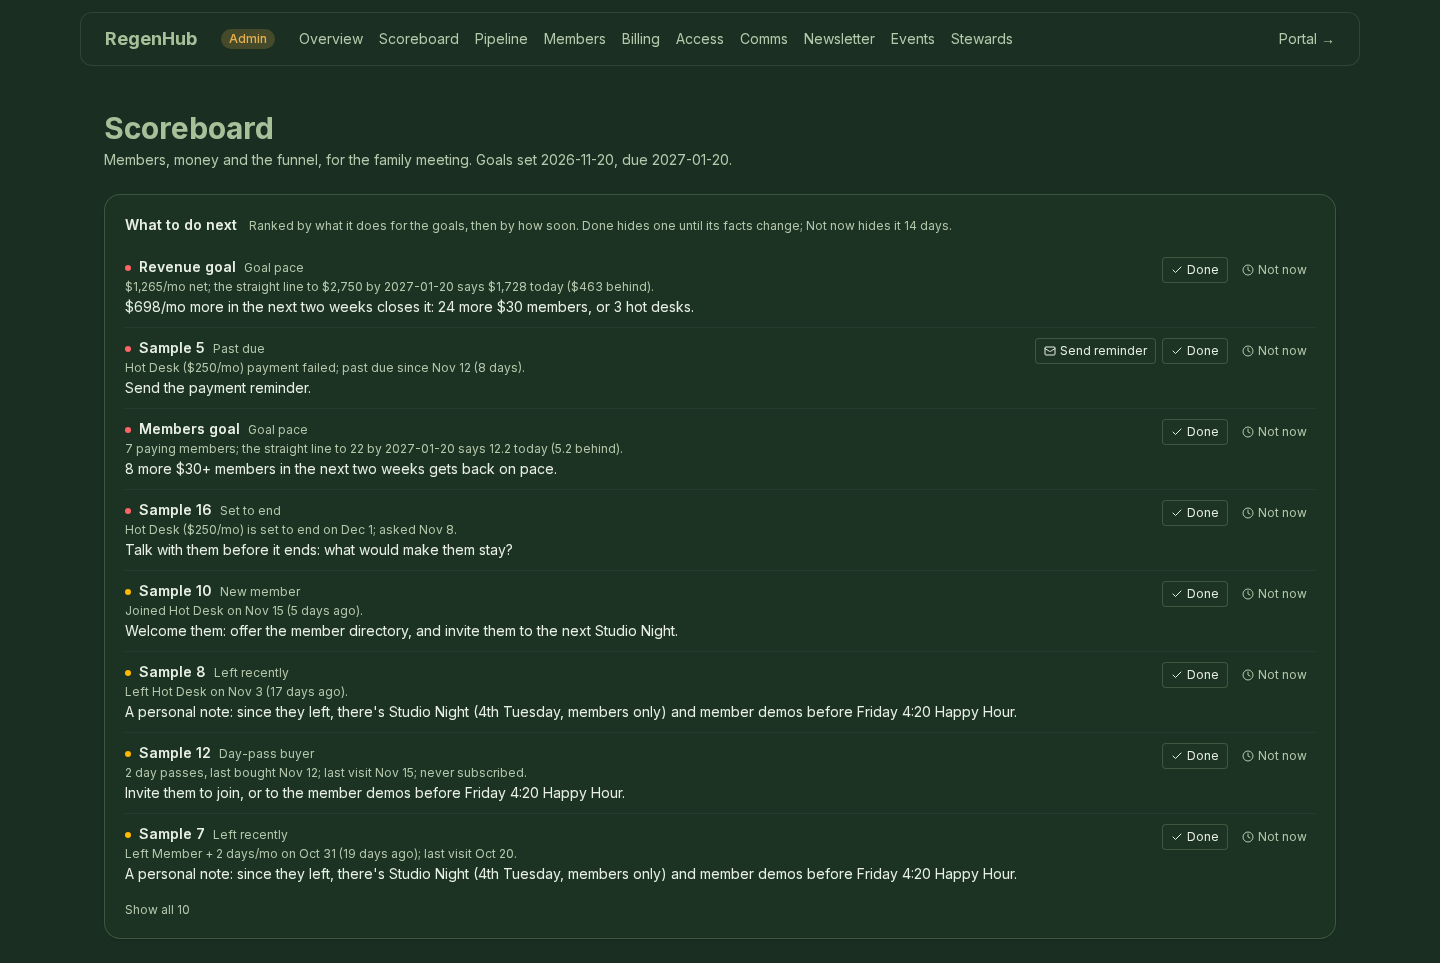 RegenHub Admin Overview Scoreboard Pipeline Members Billing Access Comms Newsletter Events Stewards Portal →
Scoreboard
Members, money and the funnel, for the family meeting. Goals set 2026-11-20, due 2027-01-20.
What to do next Ranked by what it does for the goals, then by how soon. Done hides one until its facts change; Not now hides it 14 days.
Revenue goal Goal pace Done Not now
$1,265/mo net; the straight line to $2,750 by 2027-01-20 says $1,728 today ($463 behind).
$698/mo more in the next two weeks closes it: 24 more $30 members, or 3 hot desks.
Sample 5 Past due Send reminder Done Not now
Hot Desk ($250/mo) payment failed; past due since Nov 12 (8 days).
Send the payment reminder.
Members goal Goal pace Done Not now
7 paying members; the straight line to 22 by 2027-01-20 says 12.2 today (5.2 behind).
8 more $30+ members in the next two weeks gets back on pace.
Sample 16 Set to end Done Not now
Hot Desk ($250/mo) is set to end on Dec 1; asked Nov 8.
Talk with them before it ends: what would make them stay?
Sample 10 New member Done Not now
Joined Hot Desk on Nov 15 (5 days ago).
Welcome them: offer the member directory, and invite them to the next Studio Night.
Sample 8 Left recently Done Not now
Left Hot Desk on Nov 3 (17 days ago).
A personal note: since they left, there's Studio Night (4th Tuesday, members only) and member demos before Friday 4:20 Happy Hour.
Sample 12 Day-pass buyer Done Not now
2 day passes, last bought Nov 12; last visit Nov 15; never subscribed.
Invite them to join, or to the member demos before Friday 4:20 Happy Hour.
Sample 7 Left recently Done Not now
Left Member + 2 days/mo on Oct 31 (19 days ago); last visit Oct 20.
A personal note: since they left, there's Studio Night (4th Tuesday, members only) and member demos before Friday 4:20 Happy Hour.
Show all 10